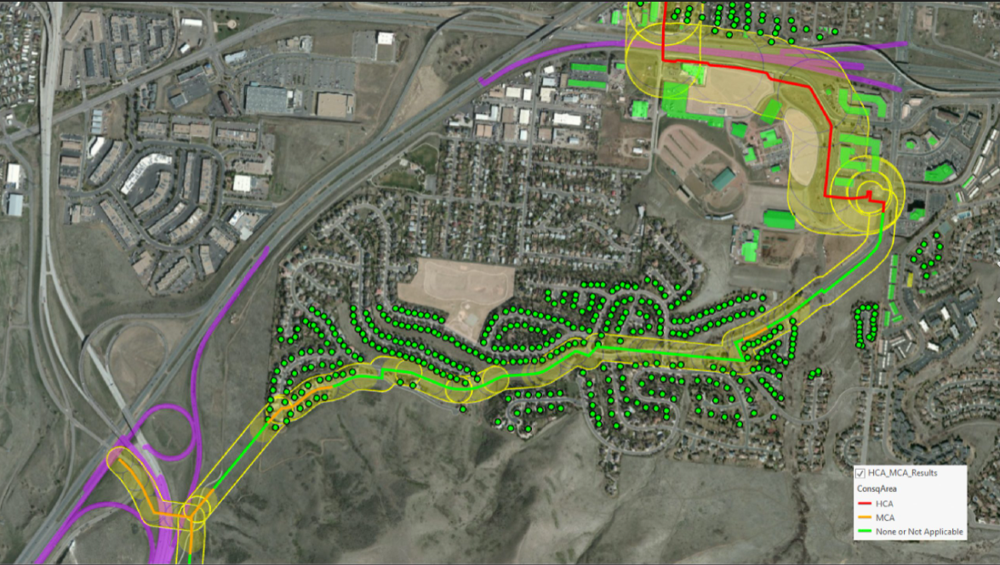 HCA_MCA_Results
ConsqArea
HCA
MCA
None or Not Applicable